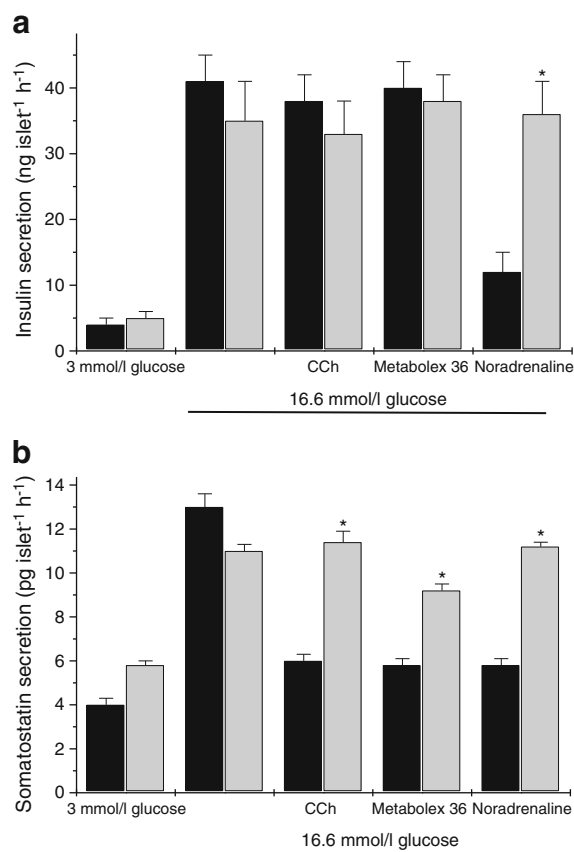 a
Insulin secretion (ng islet⁻¹ h⁻¹)
40
30
20
10
0
*
3 mmol/l glucose CCh Metabolex 36 Noradrenaline
16.6 mmol/l glucose
b
Somatostatin secretion (pg islet⁻¹ h⁻¹)
14
12
10
8
6
4
2
0
* * *
3 mmol/l glucose CCh Metabolex 36 Noradrenaline
16.6 mmol/l glucose